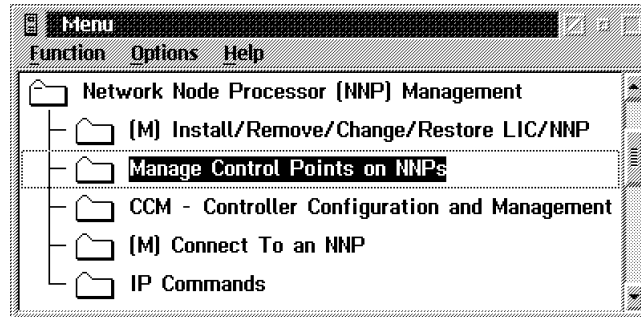 Menu
Function Options Help
Network Node Processor (NNP) Management
(M) Install/Remove/Change/Restore LIC/NNP
Manage Control Points on NNPs
CCM - Controller Configuration and Management
(M) Connect To an NNP
IP Commands